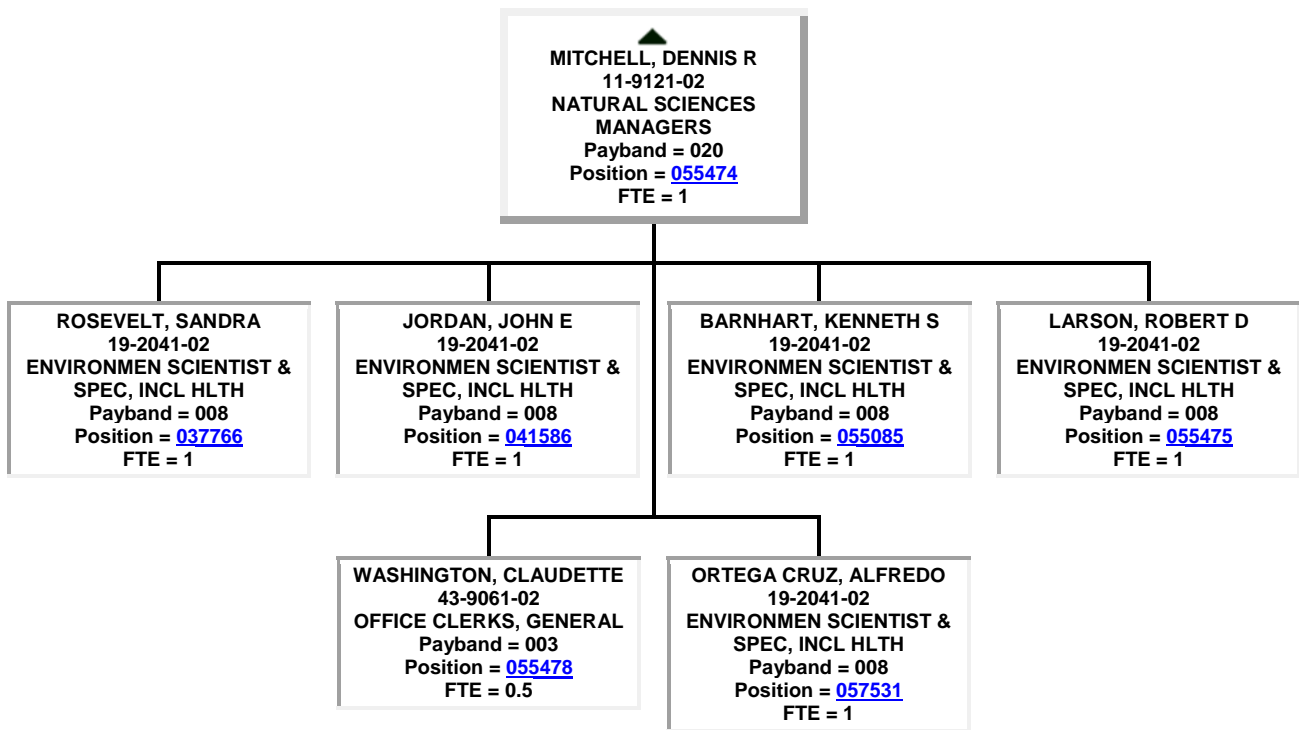 MITCHELL, DENNIS R
11-9121-02
NATURAL SCIENCES
MANAGERS
Payband = 020
Position = 055474
FTE = 1
ROSEVELT, SANDRA
19-2041-02
ENVIRONMEN SCIENTIST &
SPEC, INCL HLTH
Payband = 008
Position = 037766
FTE = 1
JORDAN, JOHN E
19-2041-02
ENVIRONMEN SCIENTIST &
SPEC, INCL HLTH
Payband = 008
Position = 041586
FTE = 1
BARNHART, KENNETH S
19-2041-02
ENVIRONMEN SCIENTIST &
SPEC, INCL HLTH
Payband = 008
Position = 055085
FTE = 1
LARSON, ROBERT D
19-2041-02
ENVIRONMEN SCIENTIST &
SPEC, INCL HLTH
Payband = 008
Position = 055475
FTE = 1
WASHINGTON, CLAUDETTE
43-9061-02
OFFICE CLERKS, GENERAL
Payband = 003
Position = 055478
FTE = 0.5
ORTEGA CRUZ, ALFREDO
19-2041-02
ENVIRONMEN SCIENTIST &
SPEC, INCL HLTH
Payband = 008
Position = 057531
FTE = 1